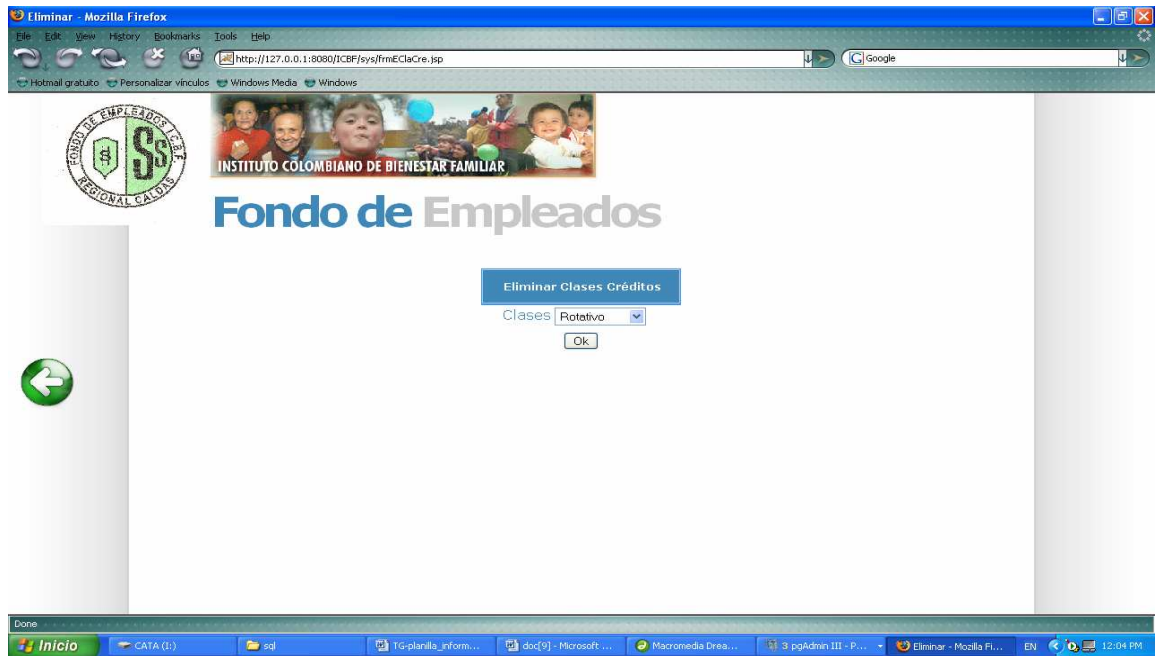 Eliminar - Mozilla Firefox
File Edit View History Bookmarks Tools Help
http://127.0.0.1:8080/ICBF/sys/frmEClaCre.jsp
Google
Hotmail gratuito Personalizar vínculos Windows Media Windows
FONDO DE EMPLEADOS I.C.B.F.
SS
REGIONAL CALDAS
INSTITUTO COLOMBIANO DE BIENESTAR FAMILIAR
Fondo de Empleados
Eliminar Clases Créditos
Clases Rotativo
Ok
Done
Inicio CATA (I:) sql TG-planilla_inform... doc[9] - Microsoft ... Macromedia Drea... 3 pgAdmin III - P... Eliminar - Mozilla Fi... EN 12:04 PM